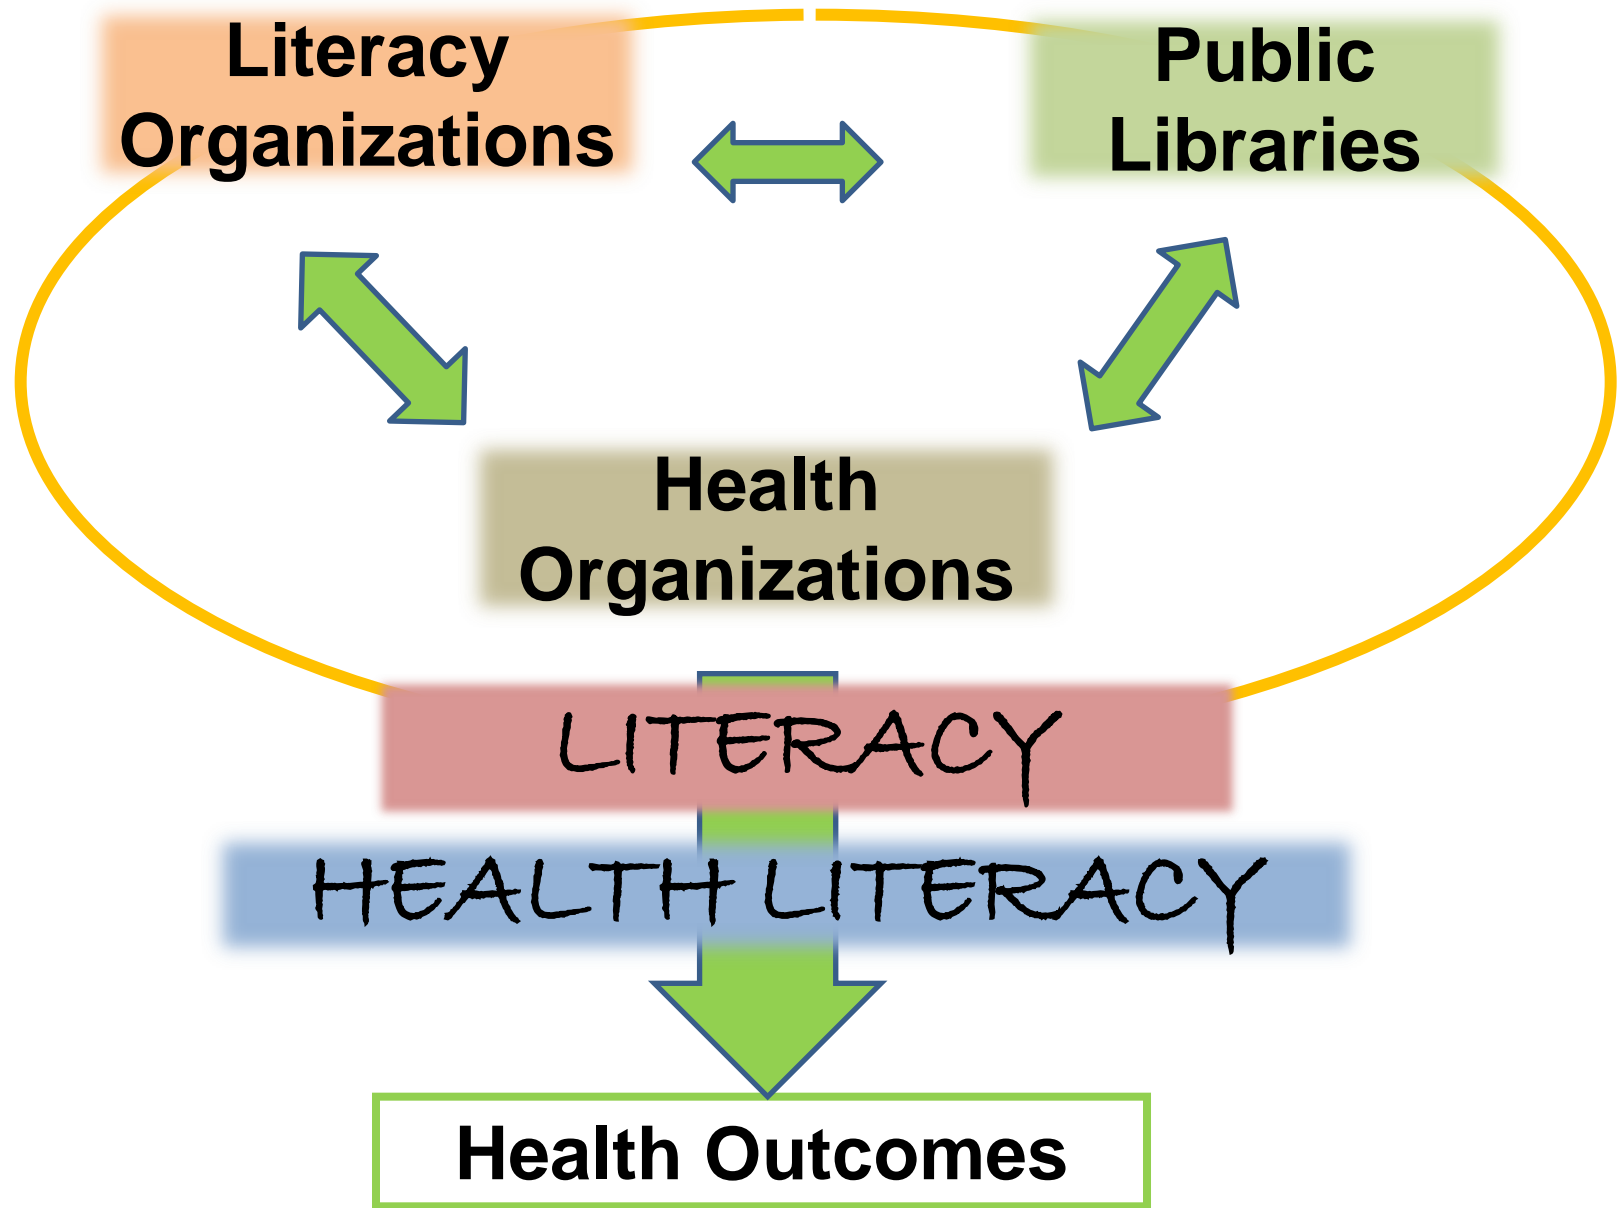 Literacy
Organizations
Public
Libraries
Health
Organizations
LITERACY
HEALTH LITERACY
Health Outcomes